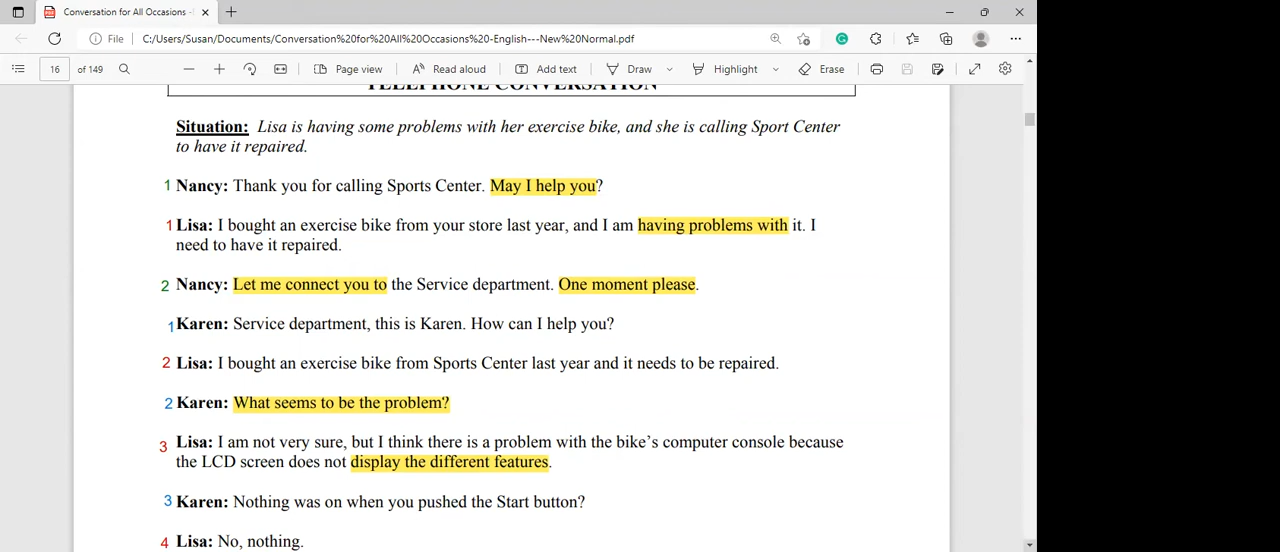 Conversation for All Occasions -
File C:/Users/Susan/Documents/Conversation%20for%20All%20Occasions%20-English---New%20Normal.pdf
16 of 149 Page view Read aloud Add text Draw Highlight Erase
TELEPHONE CONVERSATION
Situation: Lisa is having some problems with her exercise bike, and she is calling Sport Center
to have it repaired.
1 Nancy: Thank you for calling Sports Center. May I help you?
1 Lisa: I bought an exercise bike from your store last year, and I am having problems with it. I
need to have it repaired.
2 Nancy: Let me connect you to the Service department. One moment please.
1 Karen: Service department, this is Karen. How can I help you?
2 Lisa: I bought an exercise bike from Sports Center last year and it needs to be repaired.
2 Karen: What seems to be the problem?
3 Lisa: I am not very sure, but I think there is a problem with the bike's computer console because
the LCD screen does not display the different features.
3 Karen: Nothing was on when you pushed the Start button?
4 Lisa: No, nothing.